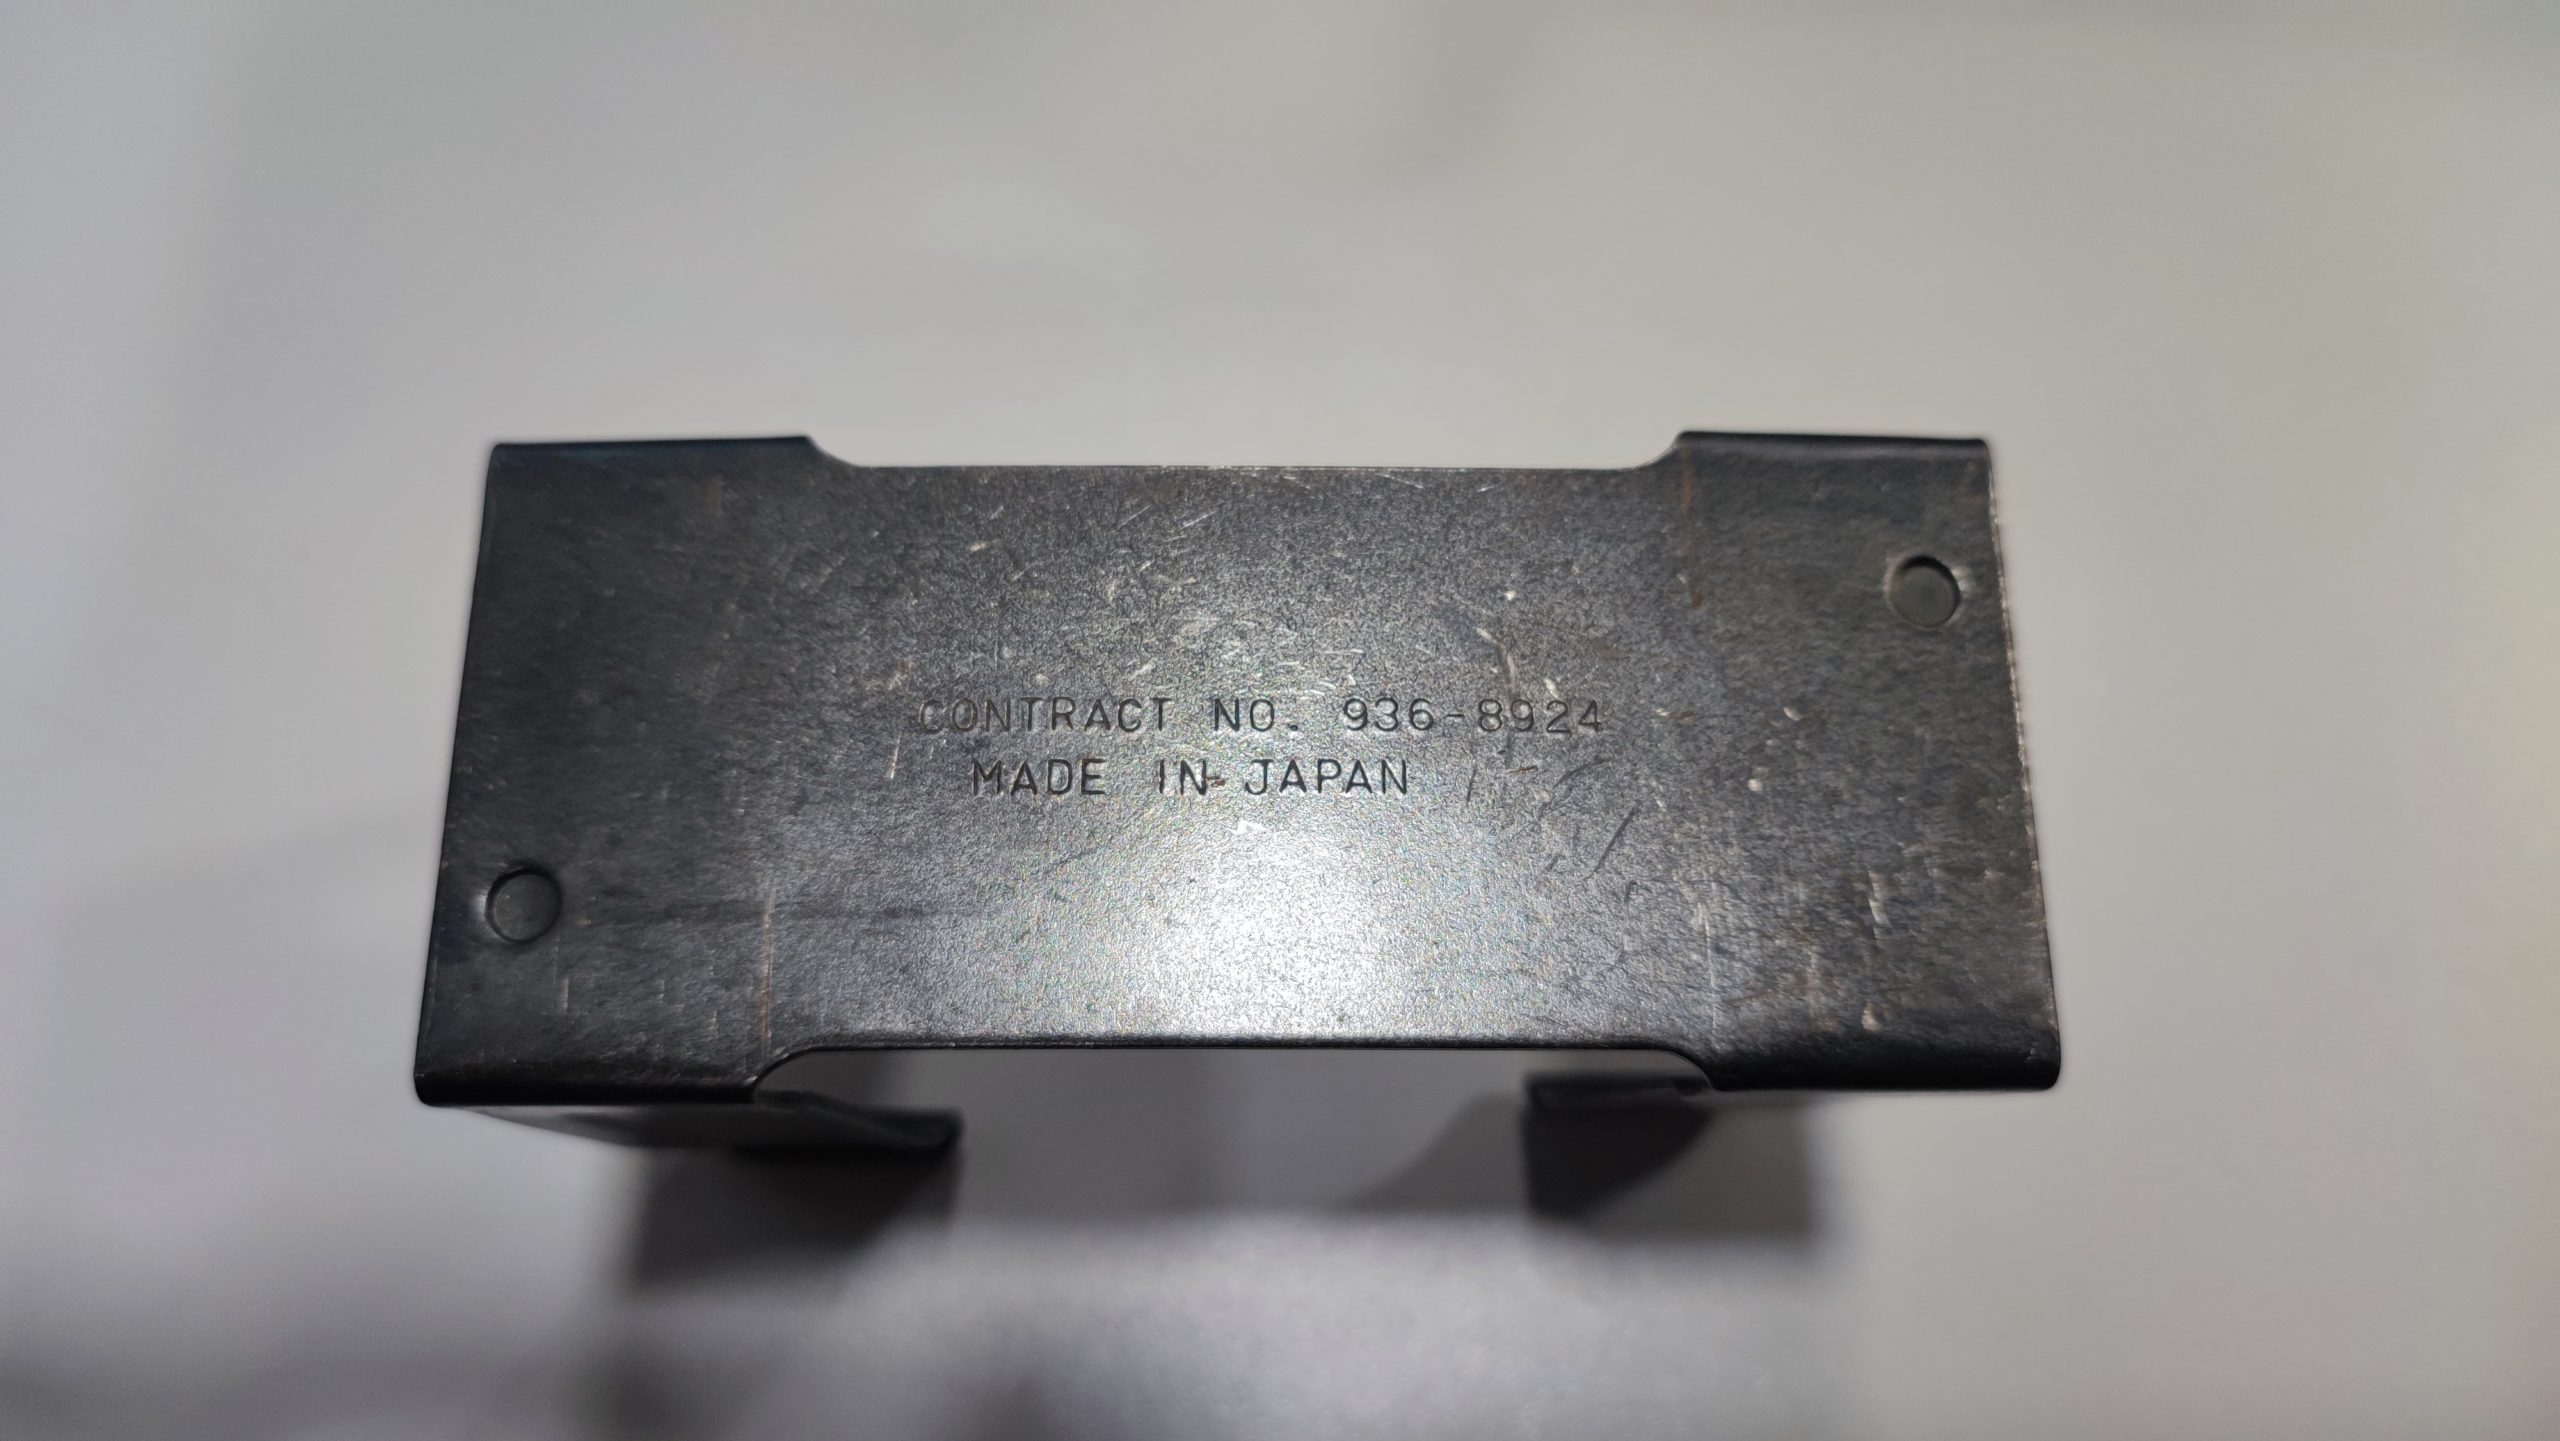 CONTRACT NO. 936-8924
MADE IN JAPAN